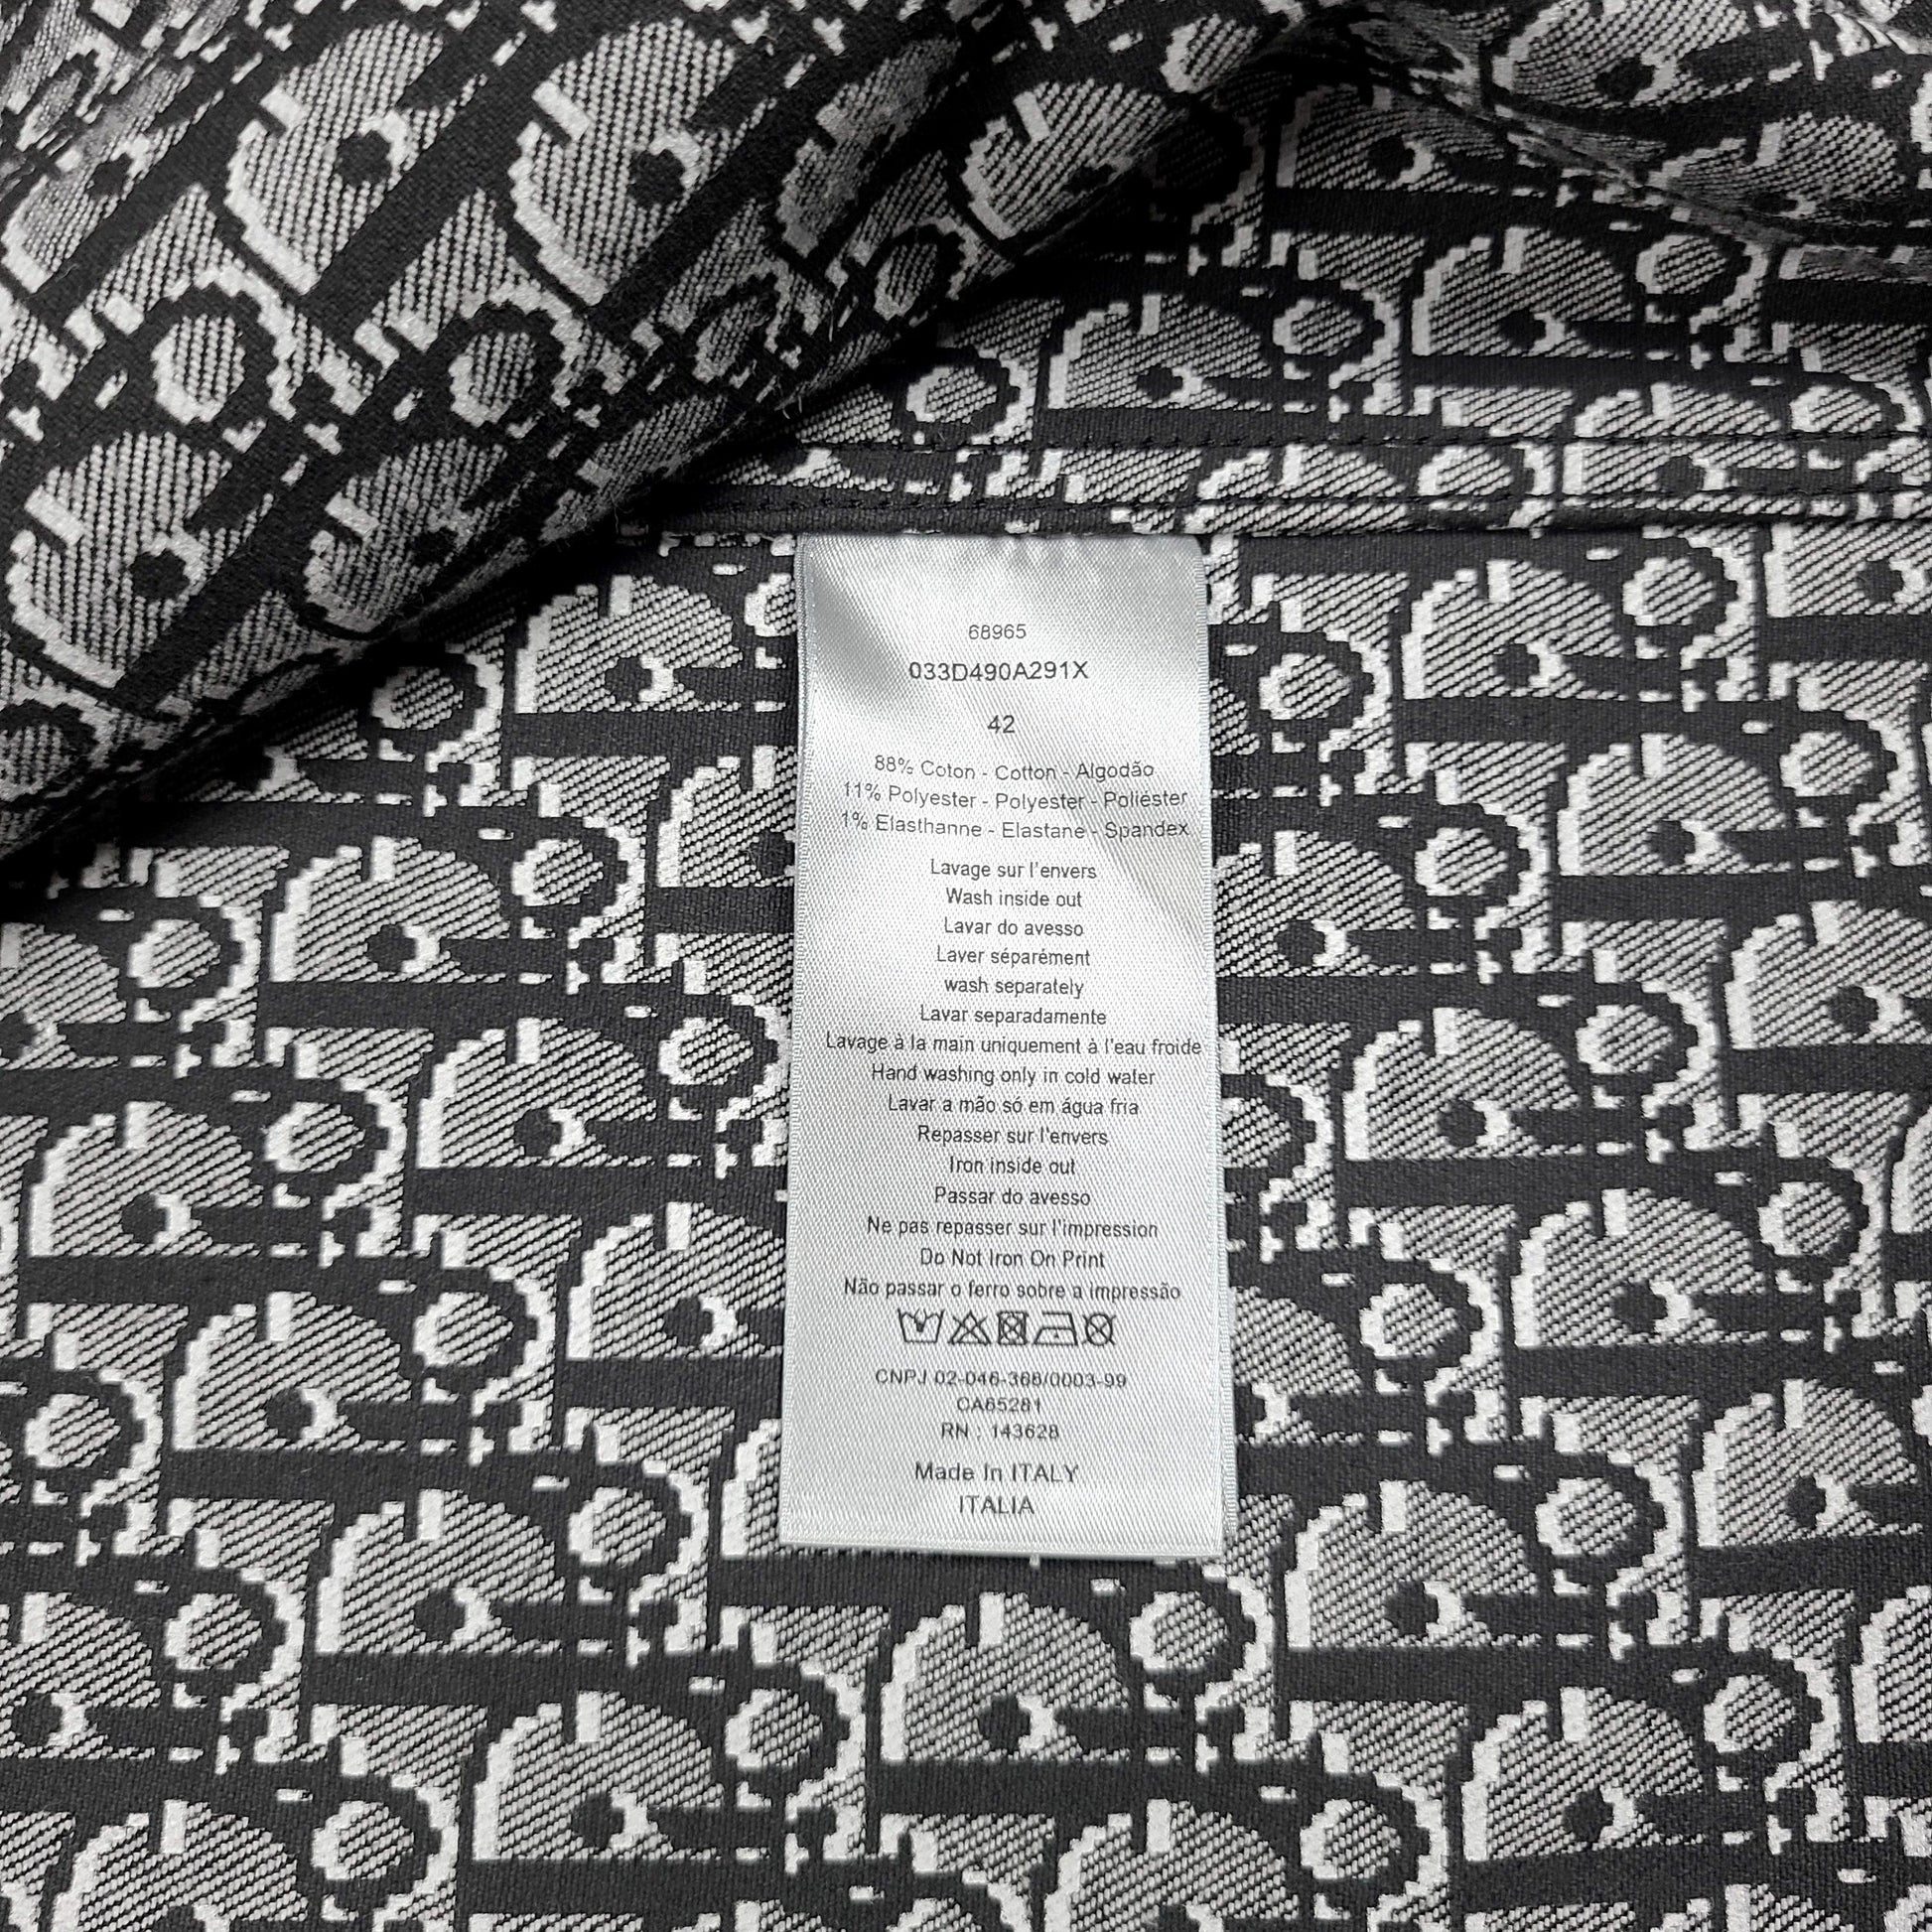 68965
033D490A291X
42
88% Coton - Cotton - Algodão
11% Polyester - Polyester - Poliéster
1% Elasthanne - Elastane - Spandex
Lavage sur l'envers
Wash inside out
Lavar do avesso
Laver séparément
wash separately
Lavar separadamente
Lavage à la main uniquement à l'eau froide
Hand washing only in cold water
Lavar a mão só em água fria
Repasser sur l'envers
Iron inside out
Passar do avesso
Ne pas repasser sur l'impression
Do Not Iron On Print
Não passar o ferro sobre a impressão
CNPJ 02-046-368/0003-99
CA65281
RN : 143628
Made In ITALY
ITALIA